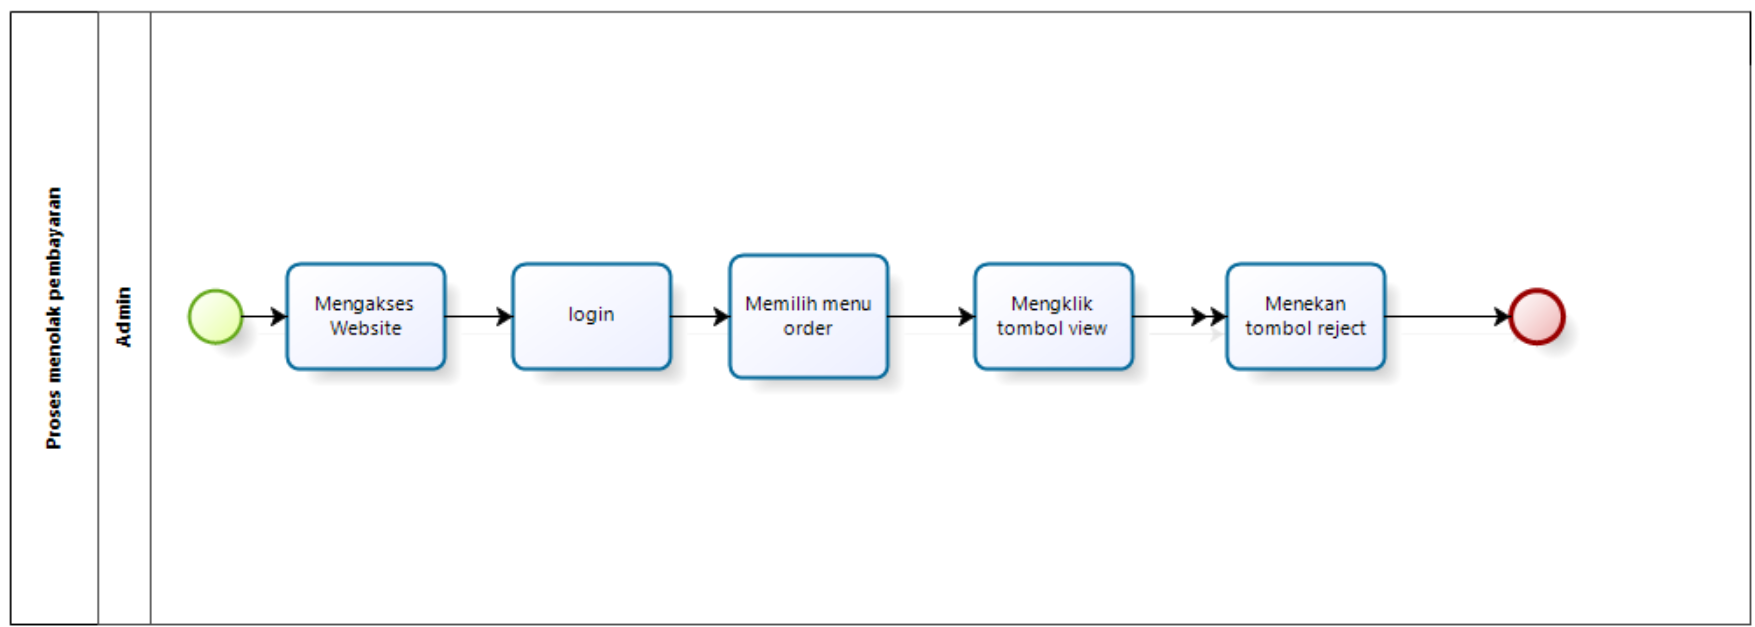 Proses menolak pembayaran
Admin
Mengakses
Website
login
Memilih menu
order
Mengklik
tombol view
Menekan
tombol reject